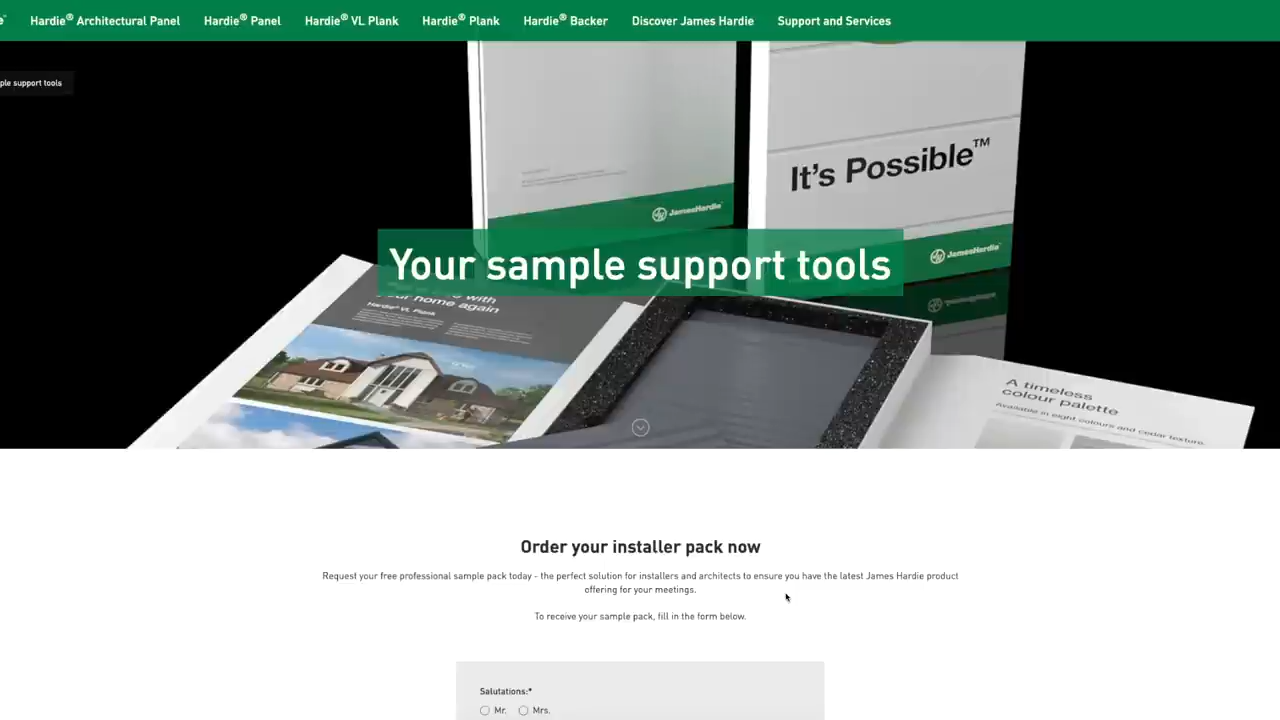 Hardie® Architectural Panel
Hardie® Panel
Hardie® VL Plank
Hardie® Plank
Hardie® Backer
Discover James Hardie
Support and Services
ple support tools
It's Possible™
JamesHardie
JamesHardie
Your sample support tools
with
your home again
Hardie® VL Plank
A timeless
colour palette
Available in eight colours and cedar texture.
Order your installer pack now
Request your free professional sample pack today - the perfect solution for installers and architects to ensure you have the latest James Hardie product
offering for your meetings.
To receive your sample pack, fill in the form below.
Salutations:*
Mr.
Mrs.